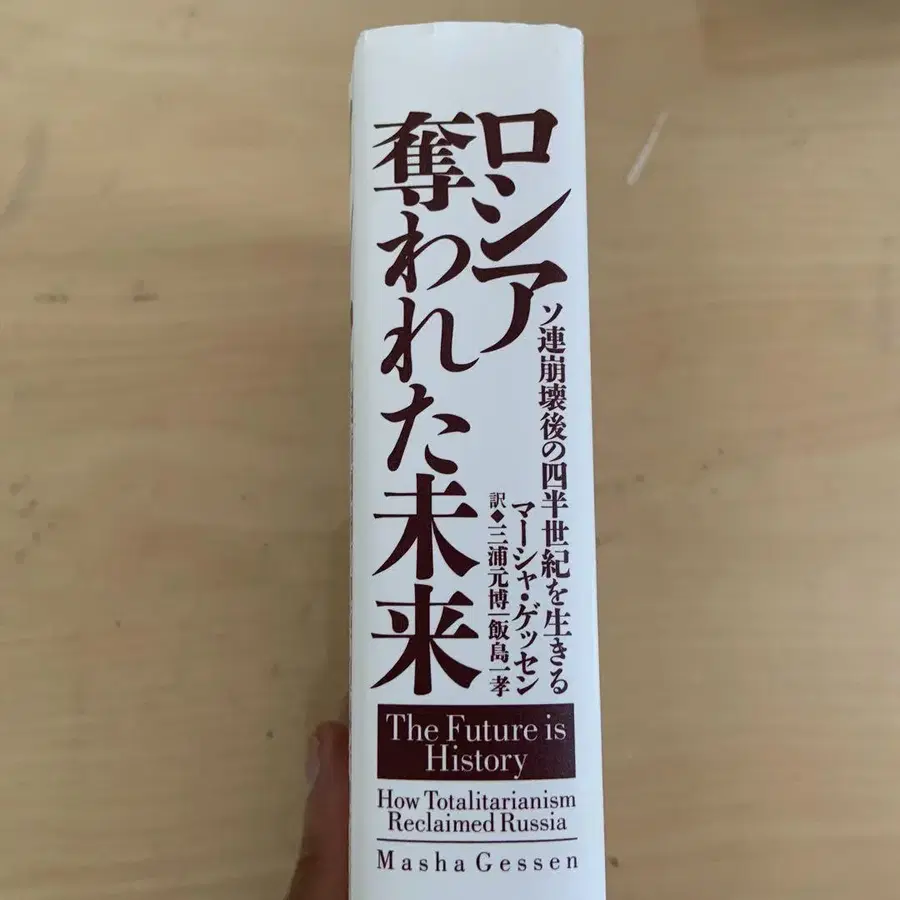 ロシア
奪われた未来
ソ連崩壊後の四半世紀を生きる
マーシャ・ゲッセン
訳◆三浦元博|飯島一孝
The Future is
History
How Totalitarianism
Reclaimed Russia
Masha Gessen